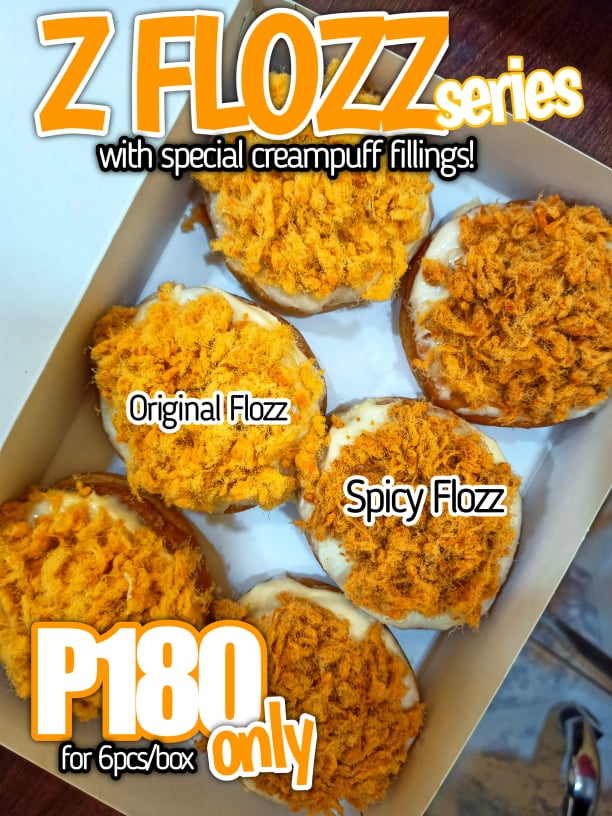 Z FLOZZ series
with special creampuff fillings!
Original Flozz
Spicy Flozz
P180
only
for 6pcs/box